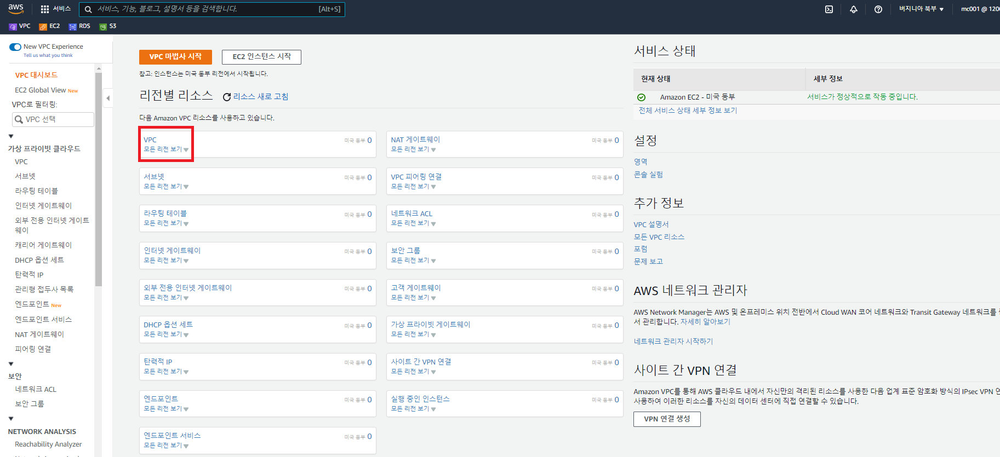 aws
서비스
서비스, 기능, 블로그, 설명서 등을 검색합니다.
[Alt+S]
버지니아 북부 ▼
mc001 @ 120
VPC
EC2
RDS
S3
New VPC Experience
Tell us what you think
VPC 대시보드
EC2 Global View New
VPC로 필터링:
VPC 선택
가상 프라이빗 클라우드
VPC
서브넷
라우팅 테이블
인터넷 게이트웨이
외부 전용 인터넷 게이트
웨이
캐리어 게이트웨이
DHCP 옵션 세트
탄력적 IP
관리형 접두사 목록
엔드포인트 New
엔드포인트 서비스
NAT 게이트웨이
피어링 연결
보안
네트워크 ACL
보안 그룹
NETWORK ANALYSIS
Reachability Analyzer
VPC 마법사 시작
EC2 인스턴스 시작
참고: 인스턴스는 미국 동부 리전에서 시작됩니다.
리전별 리소스
리소스 새로 고침
다음 Amazon VPC 리소스를 사용하고 있습니다.
VPC
미국 동부 0
모든 리전 보기
NAT 게이트웨이
미국 동부 0
모든 리전 보기
서브넷
미국 동부 0
모든 리전 보기
VPC 피어링 연결
미국 동부 0
모든 리전 보기
라우팅 테이블
미국 동부 0
모든 리전 보기
네트워크 ACL
미국 동부 0
모든 리전 보기
인터넷 게이트웨이
미국 동부 0
모든 리전 보기
보안 그룹
미국 동부 0
모든 리전 보기
외부 전용 인터넷 게이트웨이
미국 동부 0
모든 리전 보기
고객 게이트웨이
미국 동부 0
모든 리전 보기
DHCP 옵션 세트
미국 동부 0
모든 리전 보기
가상 프라이빗 게이트웨이
미국 동부 0
모든 리전 보기
탄력적 IP
미국 동부 0
모든 리전 보기
사이트 간 VPN 연결
미국 동부 0
모든 리전 보기
엔드포인트
미국 동부 0
모든 리전 보기
실행 중인 인스턴스
미국 동부 0
모든 리전 보기
엔드포인트 서비스
미국 동부 0
모든 리전 보기
서비스 상태
현재 상태
세부 정보
Amazon EC2 - 미국 동부
서비스가 정상적으로 작동 중입니다.
전체 서비스 상태 세부 정보 보기
설정
영역
콘솔 실험
추가 정보
VPC 설명서
모든 VPC 리소스
포럼
문제 보고
AWS 네트워크 관리자
AWS Network Manager는 AWS 및 온프레미스 위치 전반에서 Cloud WAN 코어 네트워크와 Transit Gateway 네트워크를
서 관리합니다. 자세히 알아보기
네트워크 관리자 시작하기
사이트 간 VPN 연결
Amazon VPC를 통해 AWS 클라우드 내에서 자신만의 격리된 리소스를 사용한 다음 업계 표준 암호화 방식의 IPsec VPN 연
사용하여 이러한 리소스를 자신의 데이터 센터에 직접 연결할 수 있습니다.
VPN 연결 생성